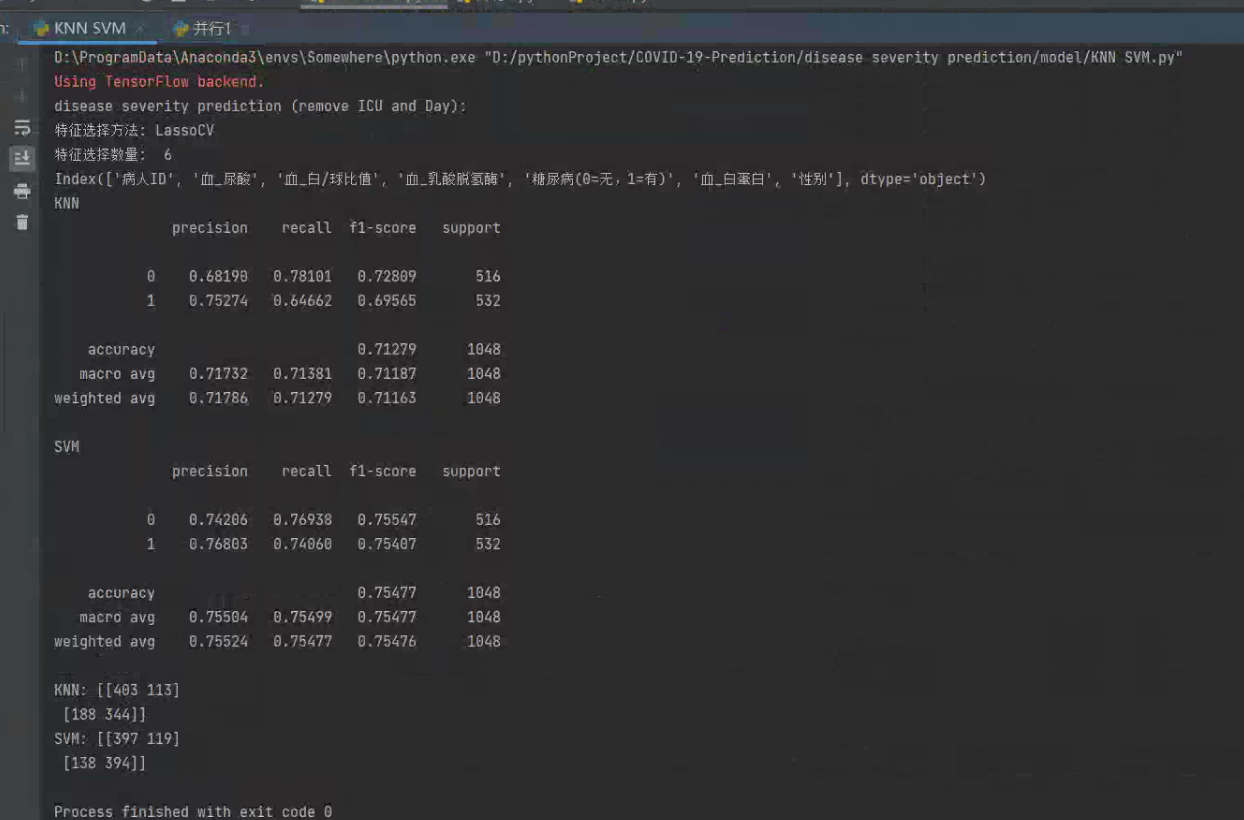 KNN SVM
并行1
D:\ProgramData\Anaconda3\envs\Somewhere\python.exe "D:/pythonProject/COVID-19-Prediction/disease severity prediction/model/KNN SVM.py"
Using TensorFlow backend.
disease severity prediction (remove ICU and Day):
特征选择方法: LassoCV
特征选择数量:  6
Index(['病人ID', '血_尿酸', '血_白/球比值', '血_乳酸脱氢酶', '糖尿病(0=无，1=有)', '血_白蛋白', '性别'], dtype='object')
KNN
precision recall f1-score support
0 0.68190 0.78101 0.72809 516
1 0.75274 0.64662 0.69565 532
accuracy 0.71279 1048
macro avg 0.71732 0.71381 0.71187 1048
weighted avg 0.71786 0.71279 0.71163 1048
SVM
precision recall f1-score support
0 0.74206 0.76938 0.75547 516
1 0.76803 0.74060 0.75407 532
accuracy 0.75477 1048
macro avg 0.75504 0.75499 0.75477 1048
weighted avg 0.75524 0.75477 0.75476 1048
KNN: [[403 113]
[188 344]]
SVM: [[397 119]
[138 394]]
Process finished with exit code 0